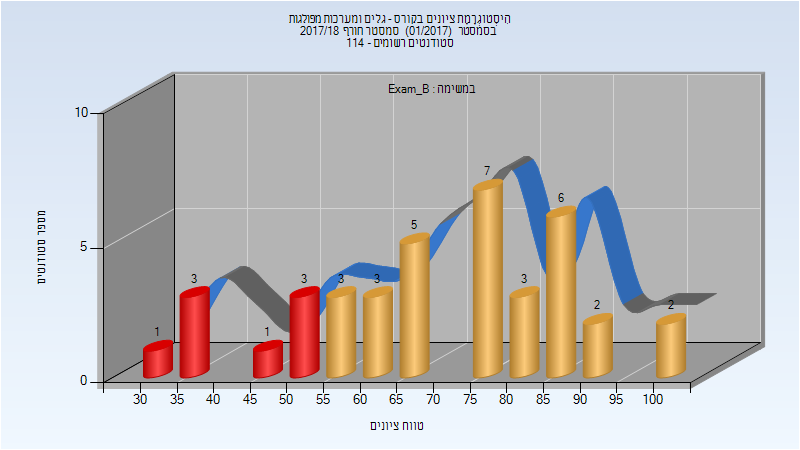 היסטוגרמת ציונים בקורס - גלים ומערכות מפולגות
בסמסטר (01/2017) סמסטר חורף 2017/18
סטודנטים רשומים - 114
במשימה : Exam_B
מספר סטודנטים
10
5
0
1
3
1
3
3
3
5
7
3
6
2
2
30 35 40 45 50 55 60 65 70 75 80 85 90 95 100
טווח ציונים